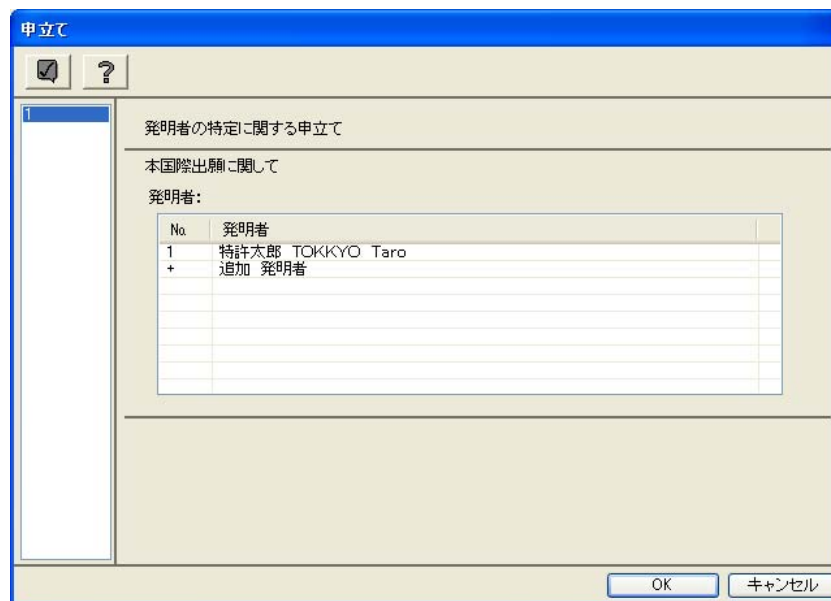 申立て
?
1
発明者の特定に関する申立て
本国際出願に関して
発明者:
No. 発明者
1 特許太郎 TOKKYO Taro
+ 追加 発明者
OK キャンセル